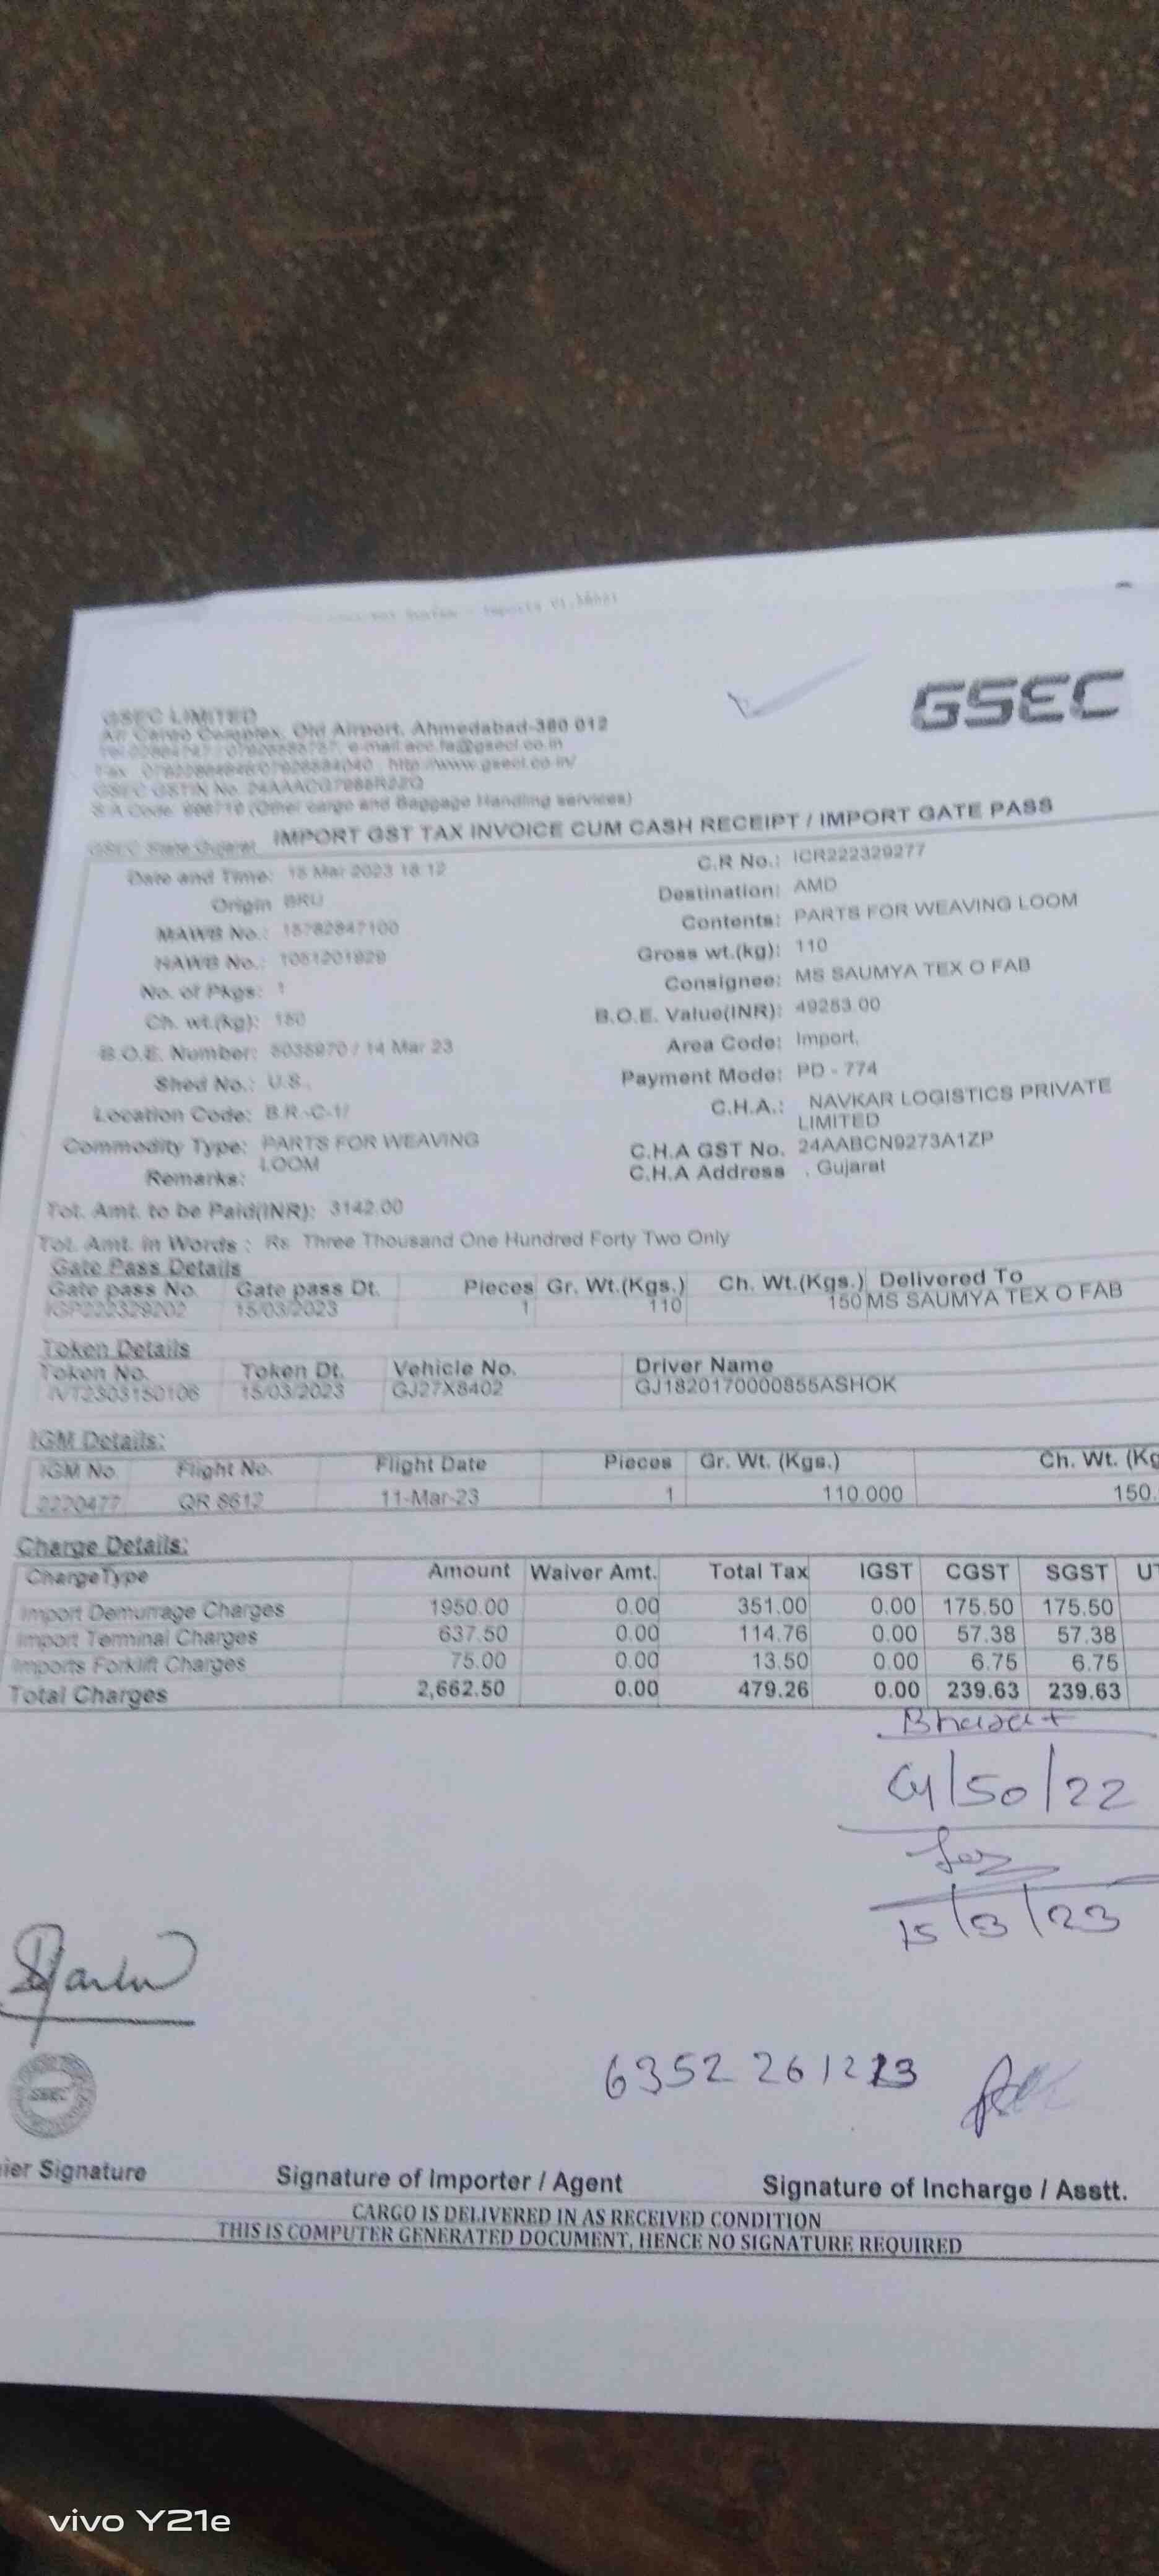 GSEC
GSEC LIMITED
Air Cargo Complex, Old Airport, Ahmedabad-380 012
e-mail:acc.fa@gsecl.co.in
http://www.gsecl.co.in/
GSEC GSTIN No.
(Other cargo and Baggage Handling services)
IMPORT GST TAX INVOICE CUM CASH RECEIPT / IMPORT GATE PASS
GSEC State Gujarat
Date and Time: 15 Mar 2023 18:12
C.R No.: ICR222329277
Origin BRU
Destination: AMD
MAWB No.: 15782847100
Contents: PARTS FOR WEAVING LOOM
HAWB No.: 1051201929
Gross wt.(kg): 110
No. of Pkgs: 1
Consignee: MS SAUMYA TEX O FAB
Ch. wt.(kg): 150
B.O.E. Value(INR): 49253.00
B.O.E. Number: 5035970 / 14 Mar 23
Area Code: Import,
Shed No.: U.S.,
Payment Mode: PD - 774
Location Code: B.R.-C-1/
C.H.A.: NAVKAR LOGISTICS PRIVATE
LIMITED
Commodity Type: PARTS FOR WEAVING
LOOM
C.H.A GST No. 24AABCN9273A1ZP
Remarks:
C.H.A Address , Gujarat
Tot. Amt. to be Paid(INR): 3142.00
Tot. Amt. in Words : Rs Three Thousand One Hundred Forty Two Only
Gate Pass Details
Gate pass No. Gate pass Dt. Pieces Gr. Wt.(Kgs.) Ch. Wt.(Kgs.) Delivered To
IGP222329202 15/03/2023 1 110 150 MS SAUMYA TEX O FAB
Token Details
Token No. Token Dt. Vehicle No. Driver Name
IVT2303150106 15/03/2023 GJ27X8402 GJ1820170000855ASHOK
IGM Details:
IGM No Flight No. Flight Date Pieces Gr. Wt. (Kgs.) Ch. Wt. (Kg
2220477 QR 8612 11-Mar-23 1 110.000 150.
Charge Details:
ChargeType Amount Waiver Amt. Total Tax IGST CGST SGST UT
Import Demurrage Charges 1950.00 0.00 351.00 0.00 175.50 175.50
Import Terminal Charges 637.50 0.00 114.76 0.00 57.38 57.38
Imports Forklift Charges 75.00 0.00 13.50 0.00 6.75 6.75
Total Charges 2,662.50 0.00 479.26 0.00 239.63 239.63
Bharat
/50/22
15/3/23
GSEC
6352 261223
ier Signature
Signature of Importer / Agent
Signature of Incharge / Asstt.
CARGO IS DELIVERED IN AS RECEIVED CONDITION
THIS IS COMPUTER GENERATED DOCUMENT, HENCE NO SIGNATURE REQUIRED
vivo Y21e